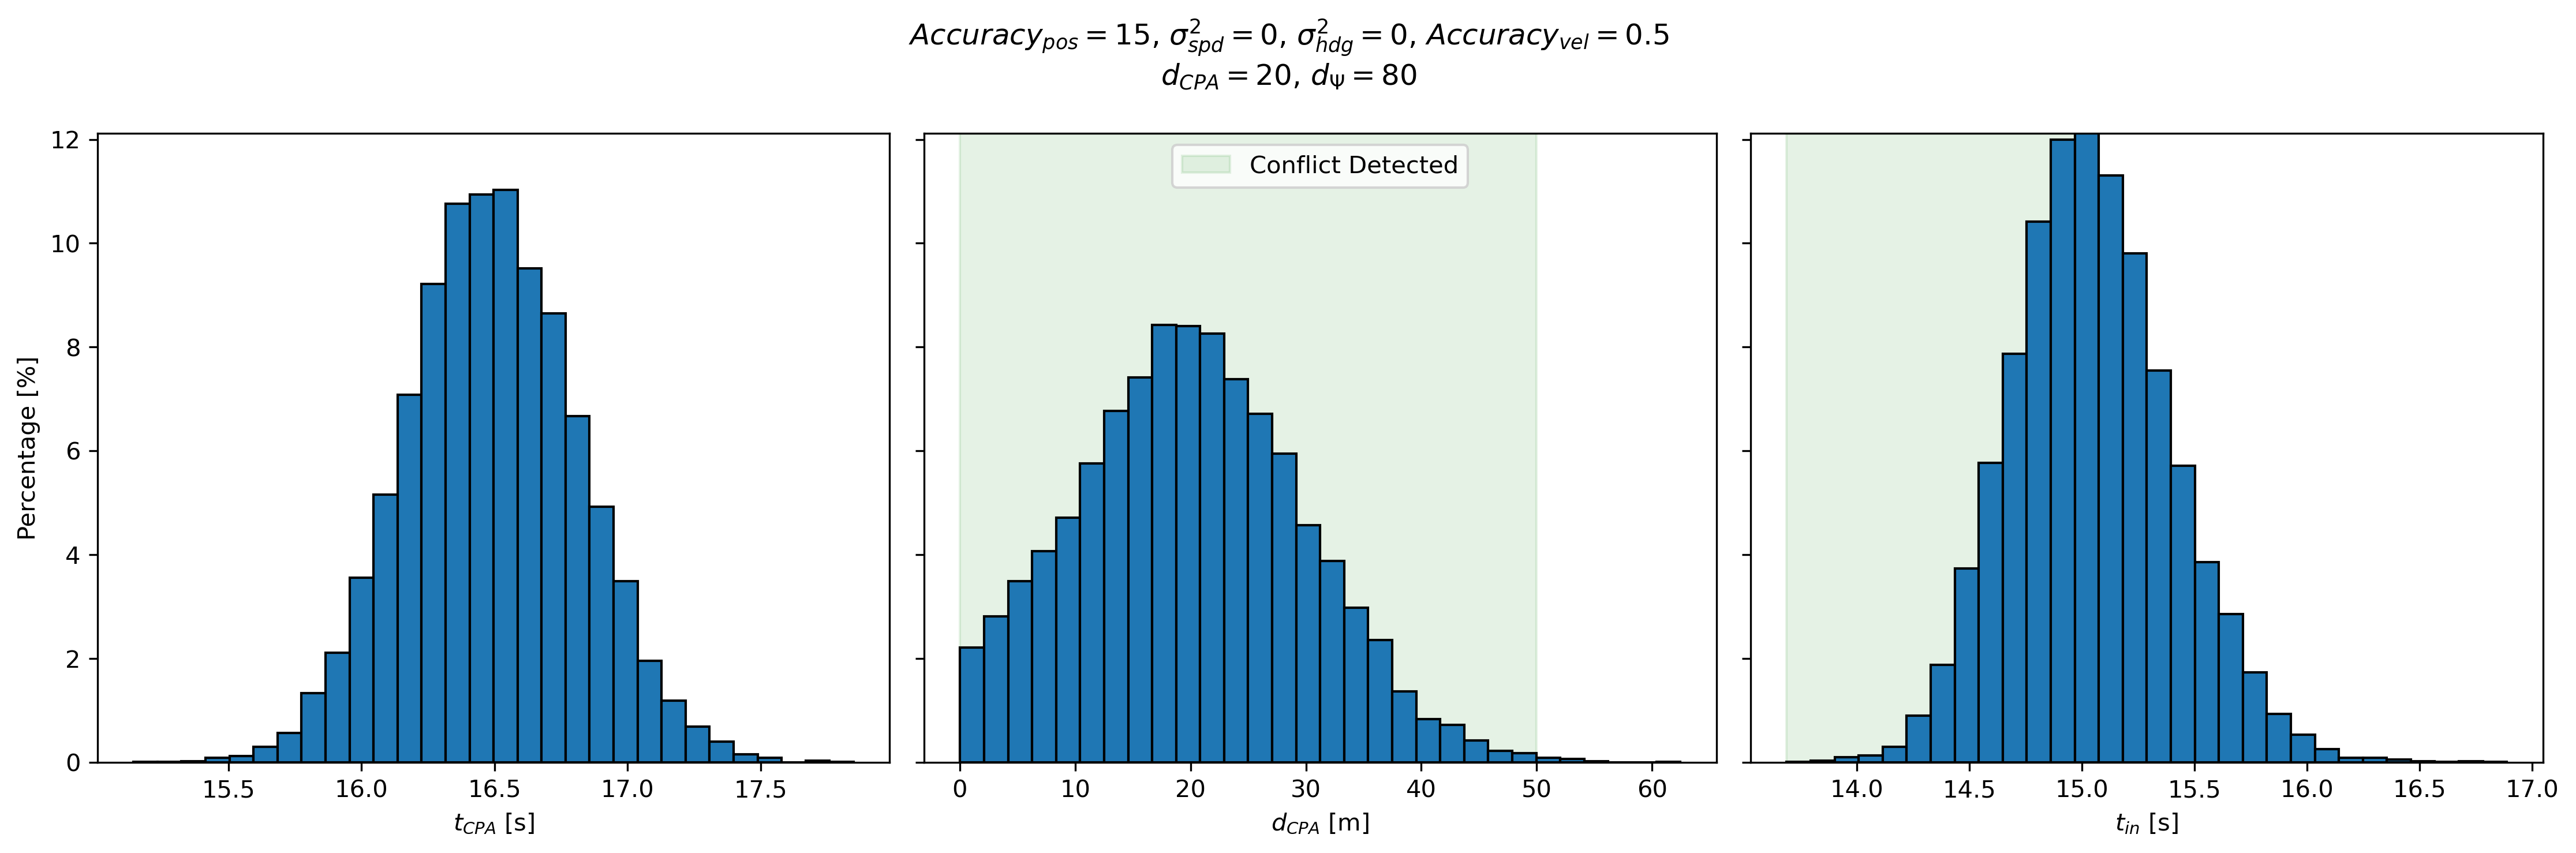 Accuracy_pos = 15, σ²_spd = 0, σ²_hdg = 0, Accuracy_vel = 0.5
d_CPA = 20, d_Ψ = 80
Percentage [%]
12
10
8
6
4
2
0
15.5 16.0 16.5 17.0 17.5
t_CPA [s]
Conflict Detected
0 10 20 30 40 50 60
d_CPA [m]
14.0 14.5 15.0 15.5 16.0 16.5 17.0
t_in [s]